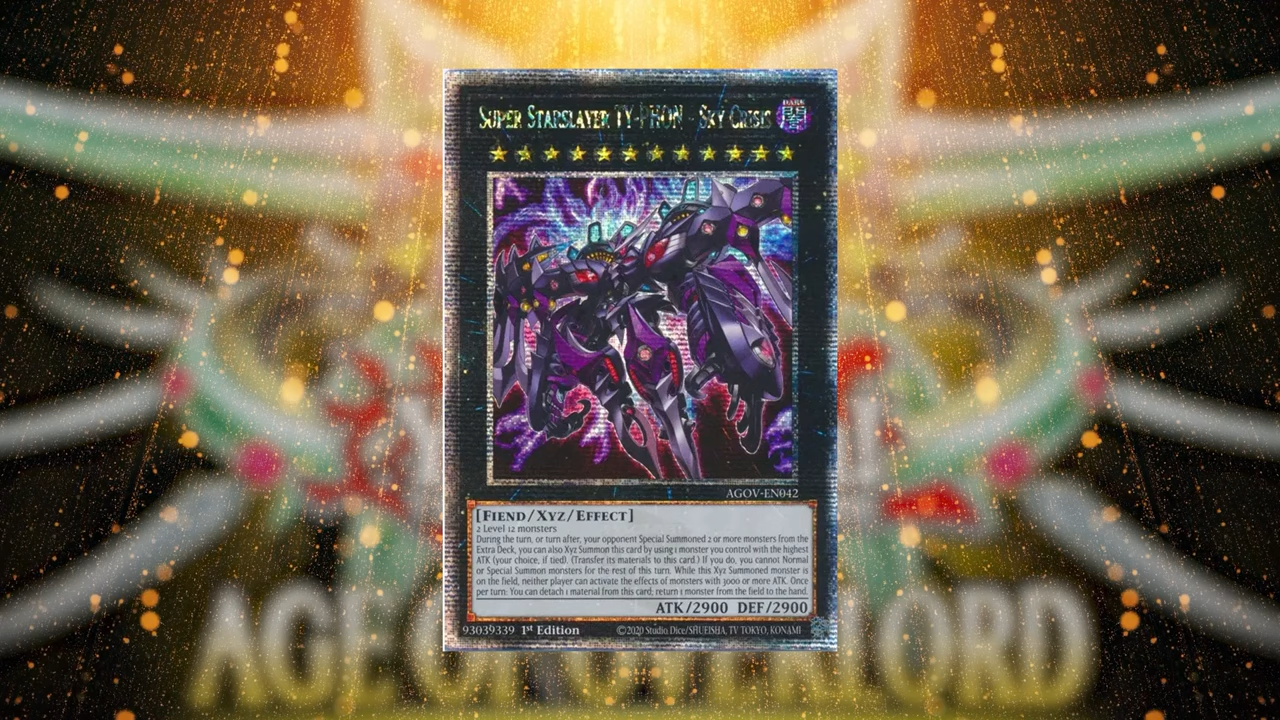 Super Starslayer TY-PHON - Sky Crisis
DARK
闇
AGOV-EN042
[Fiend/Xyz/Effect]
2 Level 12 monsters
During the turn, or turn after, your opponent Special Summoned 2 or more monsters from the
Extra Deck, you can also Xyz Summon this card by using 1 monster you control with the highest
ATK (your choice, if tied). (Transfer its materials to this card.) If you do, you cannot Normal
or Special Summon monsters for the rest of this turn. While this Xyz Summoned monster is
on the field, neither player can activate the effects of monsters with 3000 or more ATK. Once
per turn: You can detach 1 material from this card; return 1 monster from the field to the hand.
ATK/2900 DEF/2900
93039339 1st Edition ©2020 Studio Dice/SHUEISHA, TV TOKYO, KONAMI
AGE OF OVERLORD